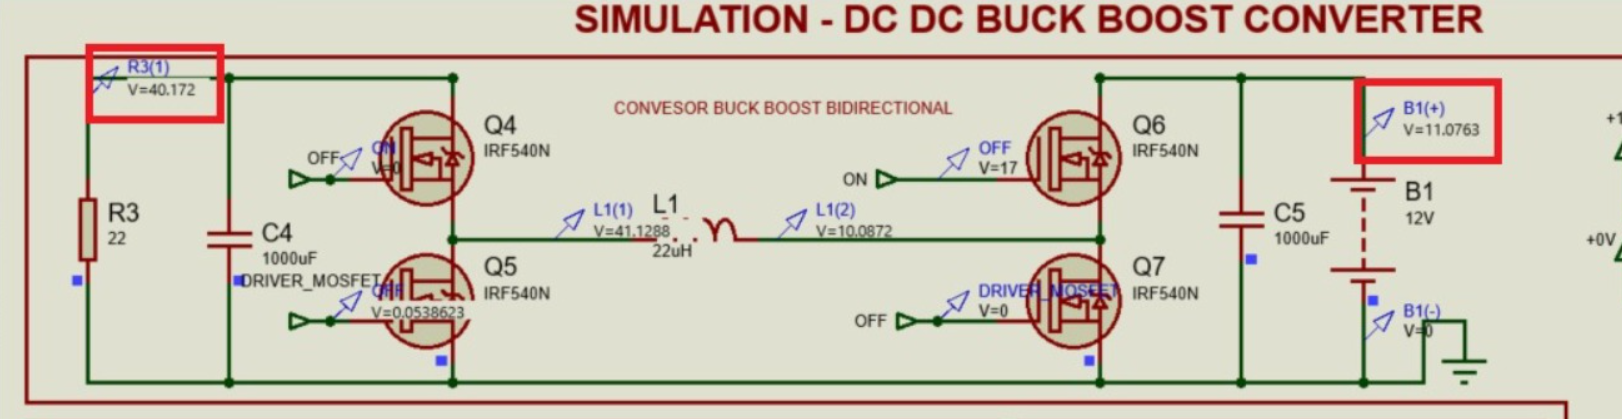 SIMULATION - DC DC BUCK BOOST CONVERTER
R3(1)
V=40.172
CONVESOR BUCK BOOST BIDIRECTIONAL
B1(+)
V=11.0763
Q4
IRF540N
OFF
ON
V=0
Q6
IRF540N
OFF
V=17
ON
R3
22
C4
1000uF
L1(1)
V=41.1288
L1
22uH
L1(2)
V=10.0872
C5
1000uF
B1
12V
+0V
DRIVER_MOSFET
OFF
V=0.0538623
Q5
IRF540N
DRIVER_MOSFET
V=0
OFF
Q7
IRF540N
B1(-)
V=0